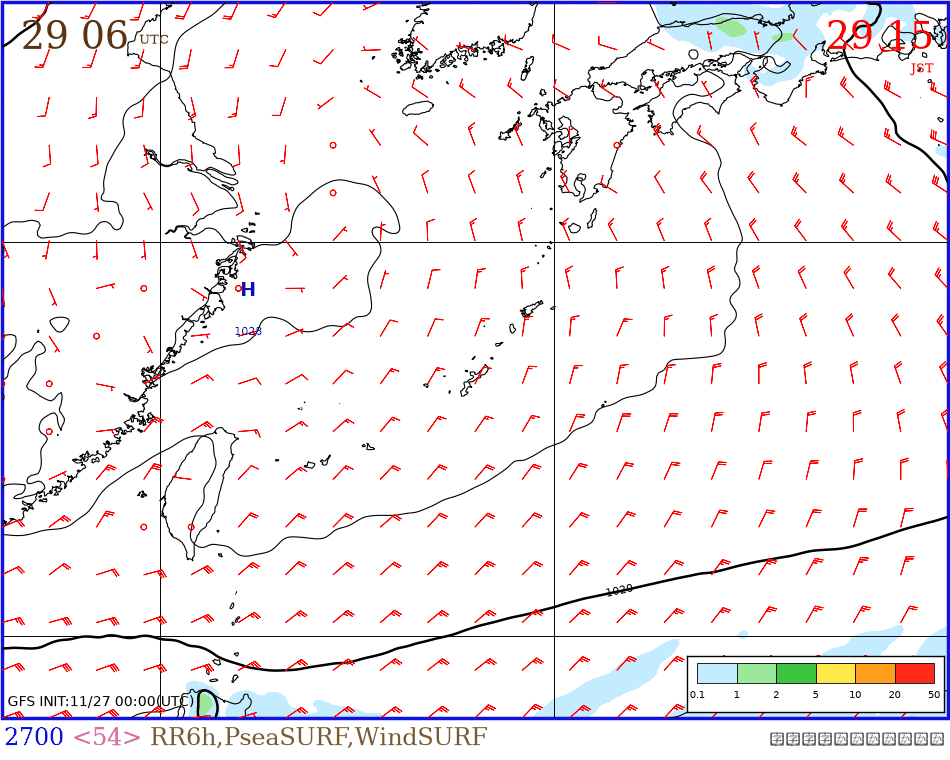 29 06 UTC
29 15 JST
H
1023
1020
0.1 1 2 5 10 20 50
GFS INIT:11/27 00:00(UTC)
2700 <54> RR6h,PseaSURF,WindSURF